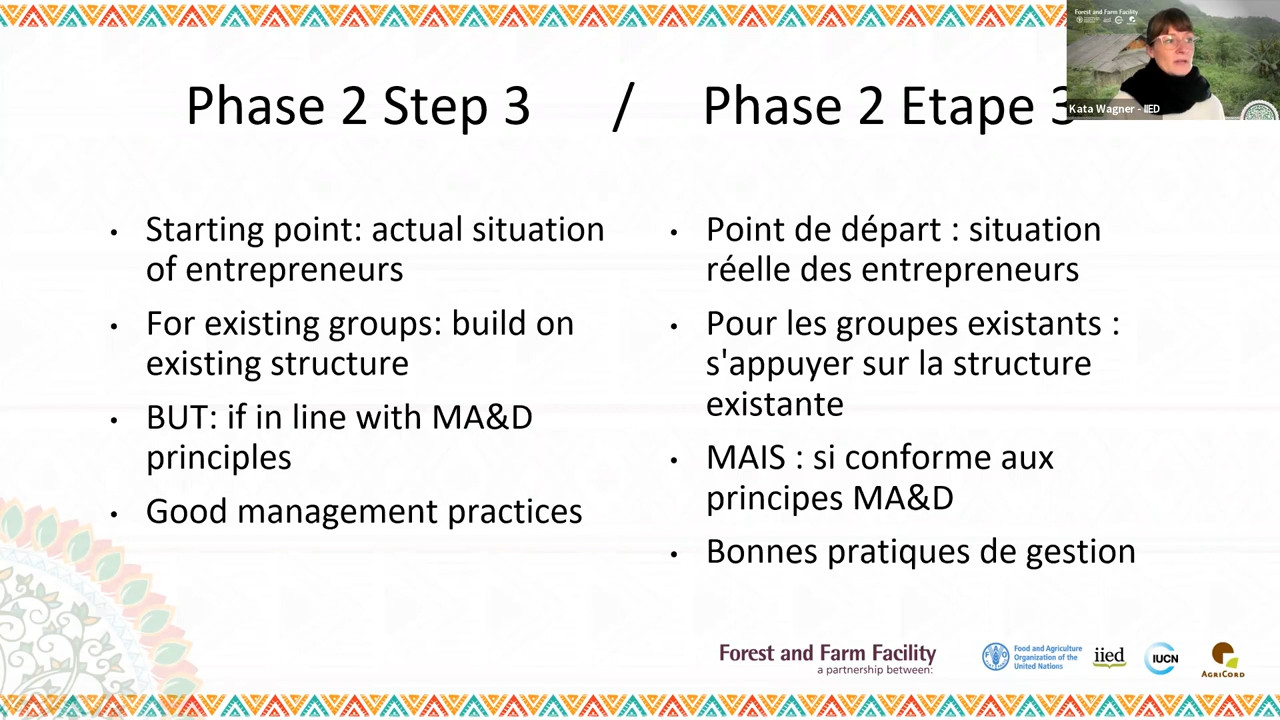 Forest and Farm Facility
Kata Wagner - IIED
Phase 2 Step 3 / Phase 2 Etape 3
• Starting point: actual situation
of entrepreneurs
• For existing groups: build on
existing structure
• BUT: if in line with MA&D
principles
• Good management practices
• Point de départ : situation
réelle des entrepreneurs
• Pour les groupes existants :
s'appuyer sur la structure
existante
• MAIS : si conforme aux
principes MA&D
• Bonnes pratiques de gestion
Forest and Farm Facility
a partnership between:
Food and Agriculture
Organization of the
United Nations
iied
IUCN
AGRICORD